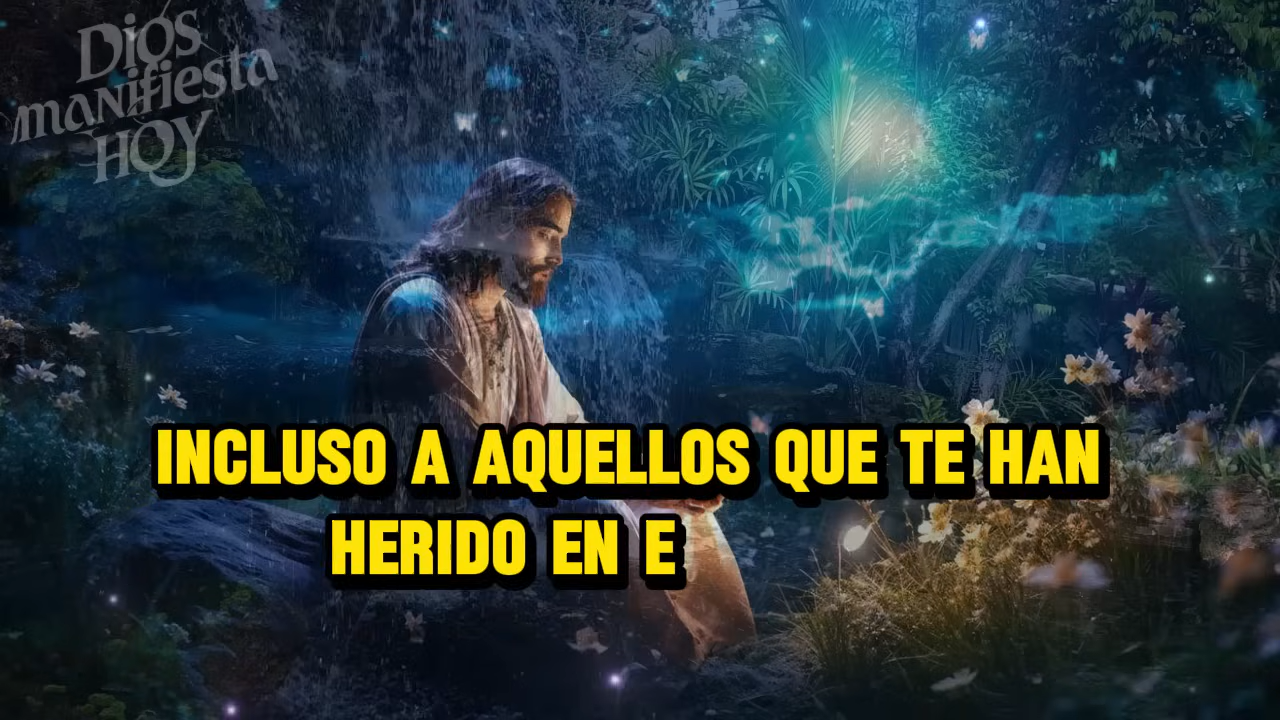 Dios
manifiesta
HOY
INCLUSO A AQUELLOS QUE TE HAN
HERIDO EN E